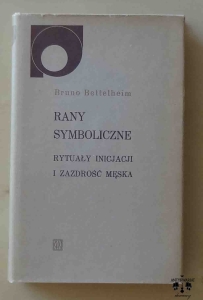 Bruno Bettelheim
RANY
SYMBOLICZNE
RYTUAŁY INICJACJI
I ZAZDROŚĆ MĘSKA